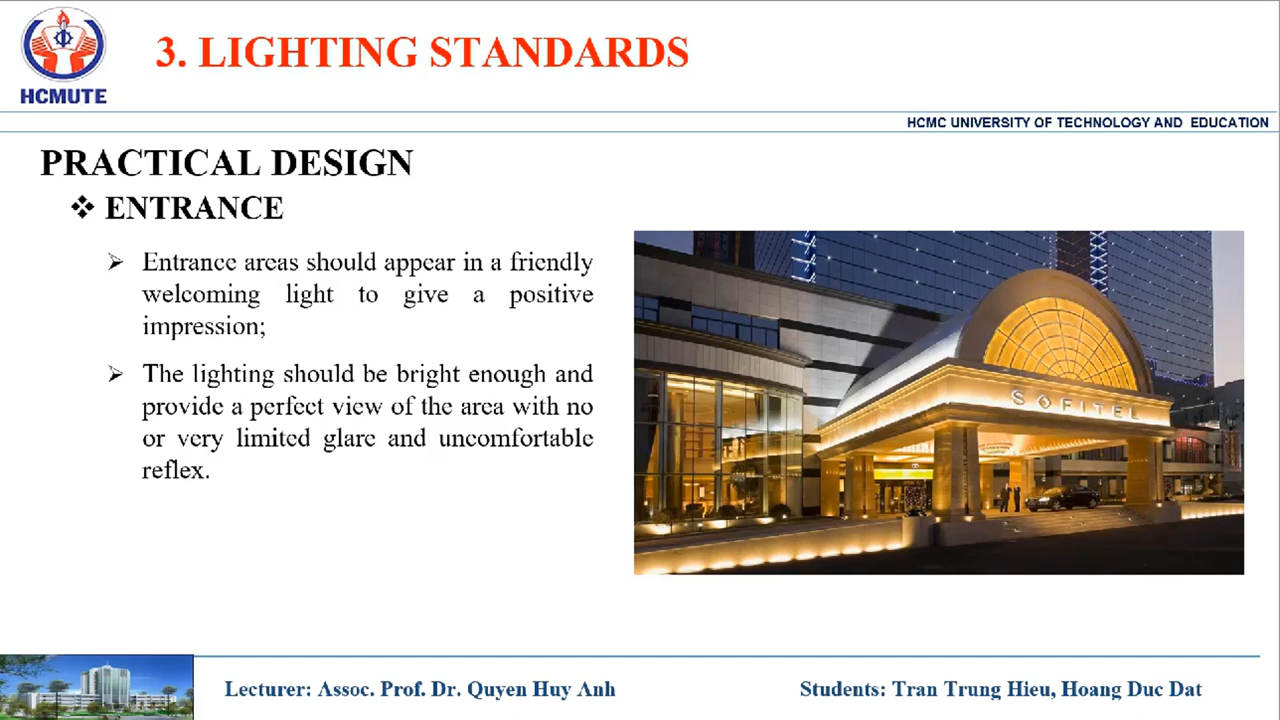 3. LIGHTING STANDARDS
HCMUTE
HCMC UNIVERSITY OF TECHNOLOGY AND EDUCATION
PRACTICAL DESIGN
❖ ENTRANCE
➢ Entrance areas should appear in a friendly
welcoming light to give a positive
impression;
➢ The lighting should be bright enough and
provide a perfect view of the area with no
or very limited glare and uncomfortable
reflex.
SOFITEL
Lecturer: Assoc. Prof. Dr. Quyen Huy Anh
Students: Tran Trung Hieu, Hoang Duc Dat